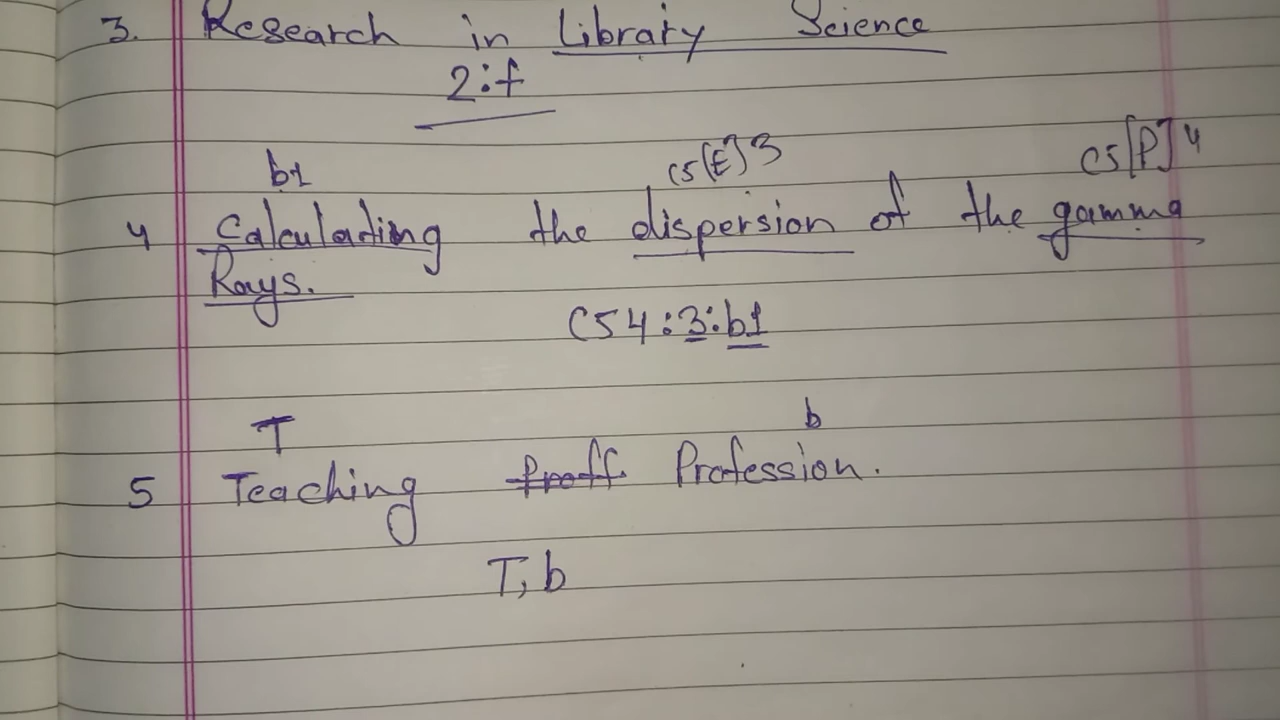 3. Research in Library Science
2:f
b1 C5[E]3 C5[P]4
4 Calculating the dispersion of the gamma
Rays.
C54:3:b1
T b
5 Teaching Proff Profession.
T,b